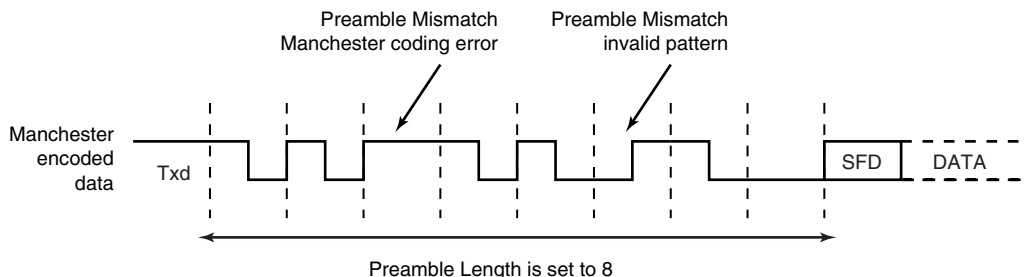 Preamble Mismatch
Manchester coding error
Preamble Mismatch
invalid pattern
Manchester
encoded
data
Txd
SFD
DATA
Preamble Length is set to 8